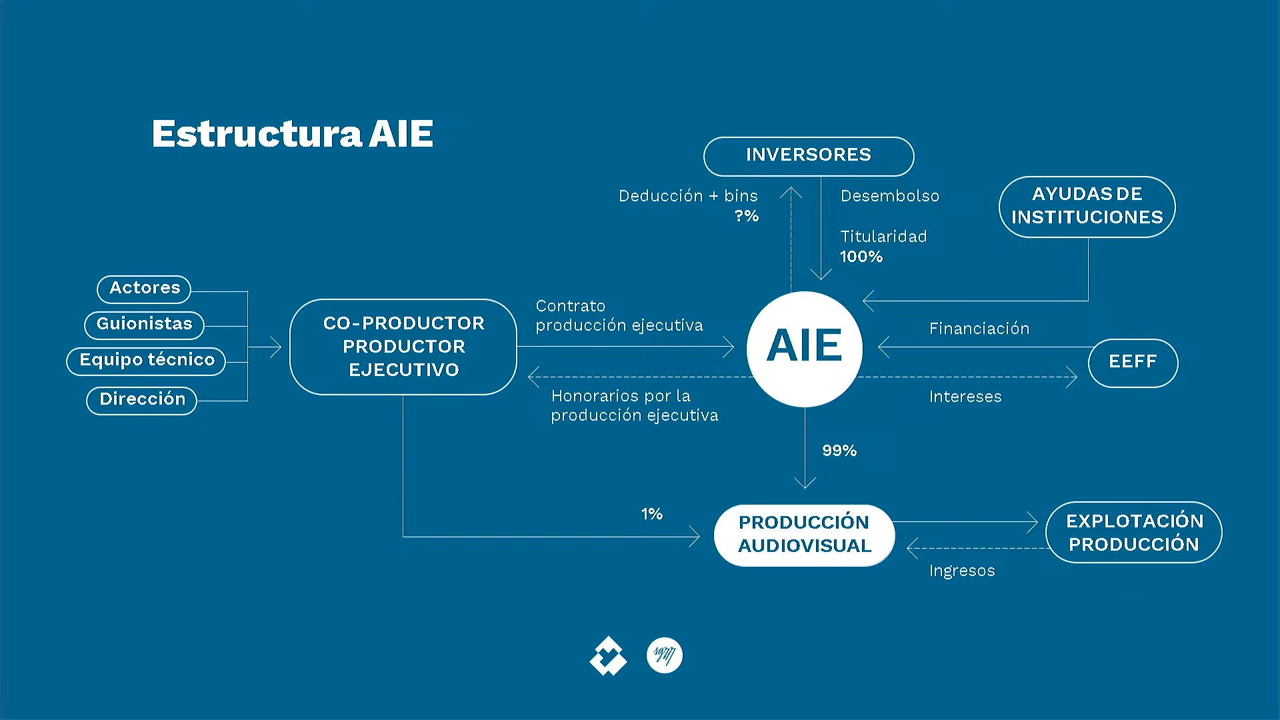 Estructura AIE
INVERSORES
Deducción + bins
?%
Desembolso
Titularidad
100%
AYUDAS DE
INSTITUCIONES
Actores
Guionistas
Equipo técnico
Dirección
CO-PRODUCTOR
PRODUCTOR
EJECUTIVO
Contrato
producción ejecutiva
Honorarios por la
producción ejecutiva
AIE
Financiación
EEFF
Intereses
99%
1%
PRODUCCIÓN
AUDIOVISUAL
EXPLOTACIÓN
PRODUCCIÓN
Ingresos